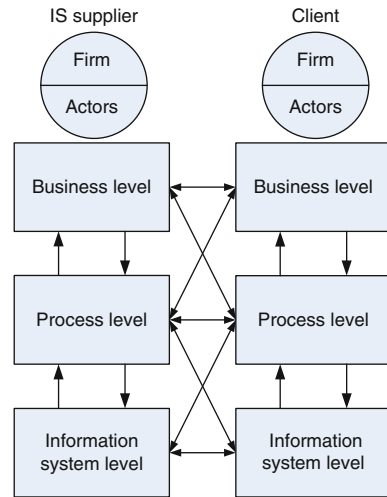 IS supplier
Client
Firm
Actors
Firm
Actors
Business level
Business level
Process level
Process level
Information
system level
Information
system level